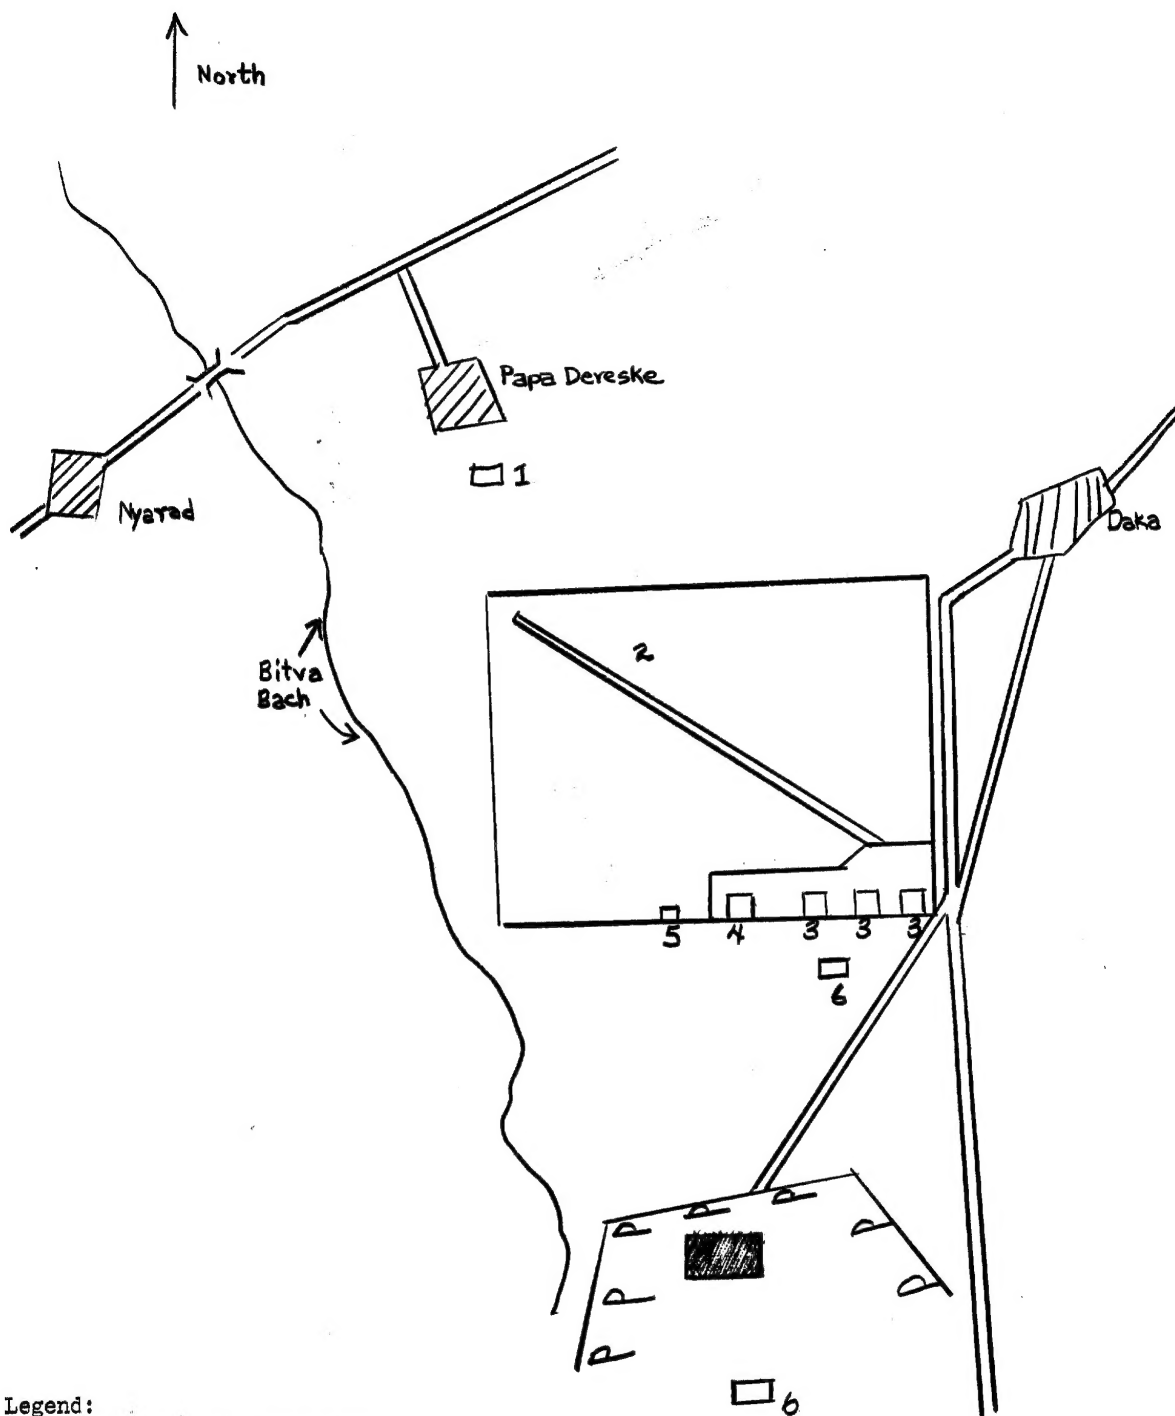 North
Papa Dereske
1
Nyarad
Daka
2
Bitva
Bach
5 4 3 3 3
6
6
Legend: